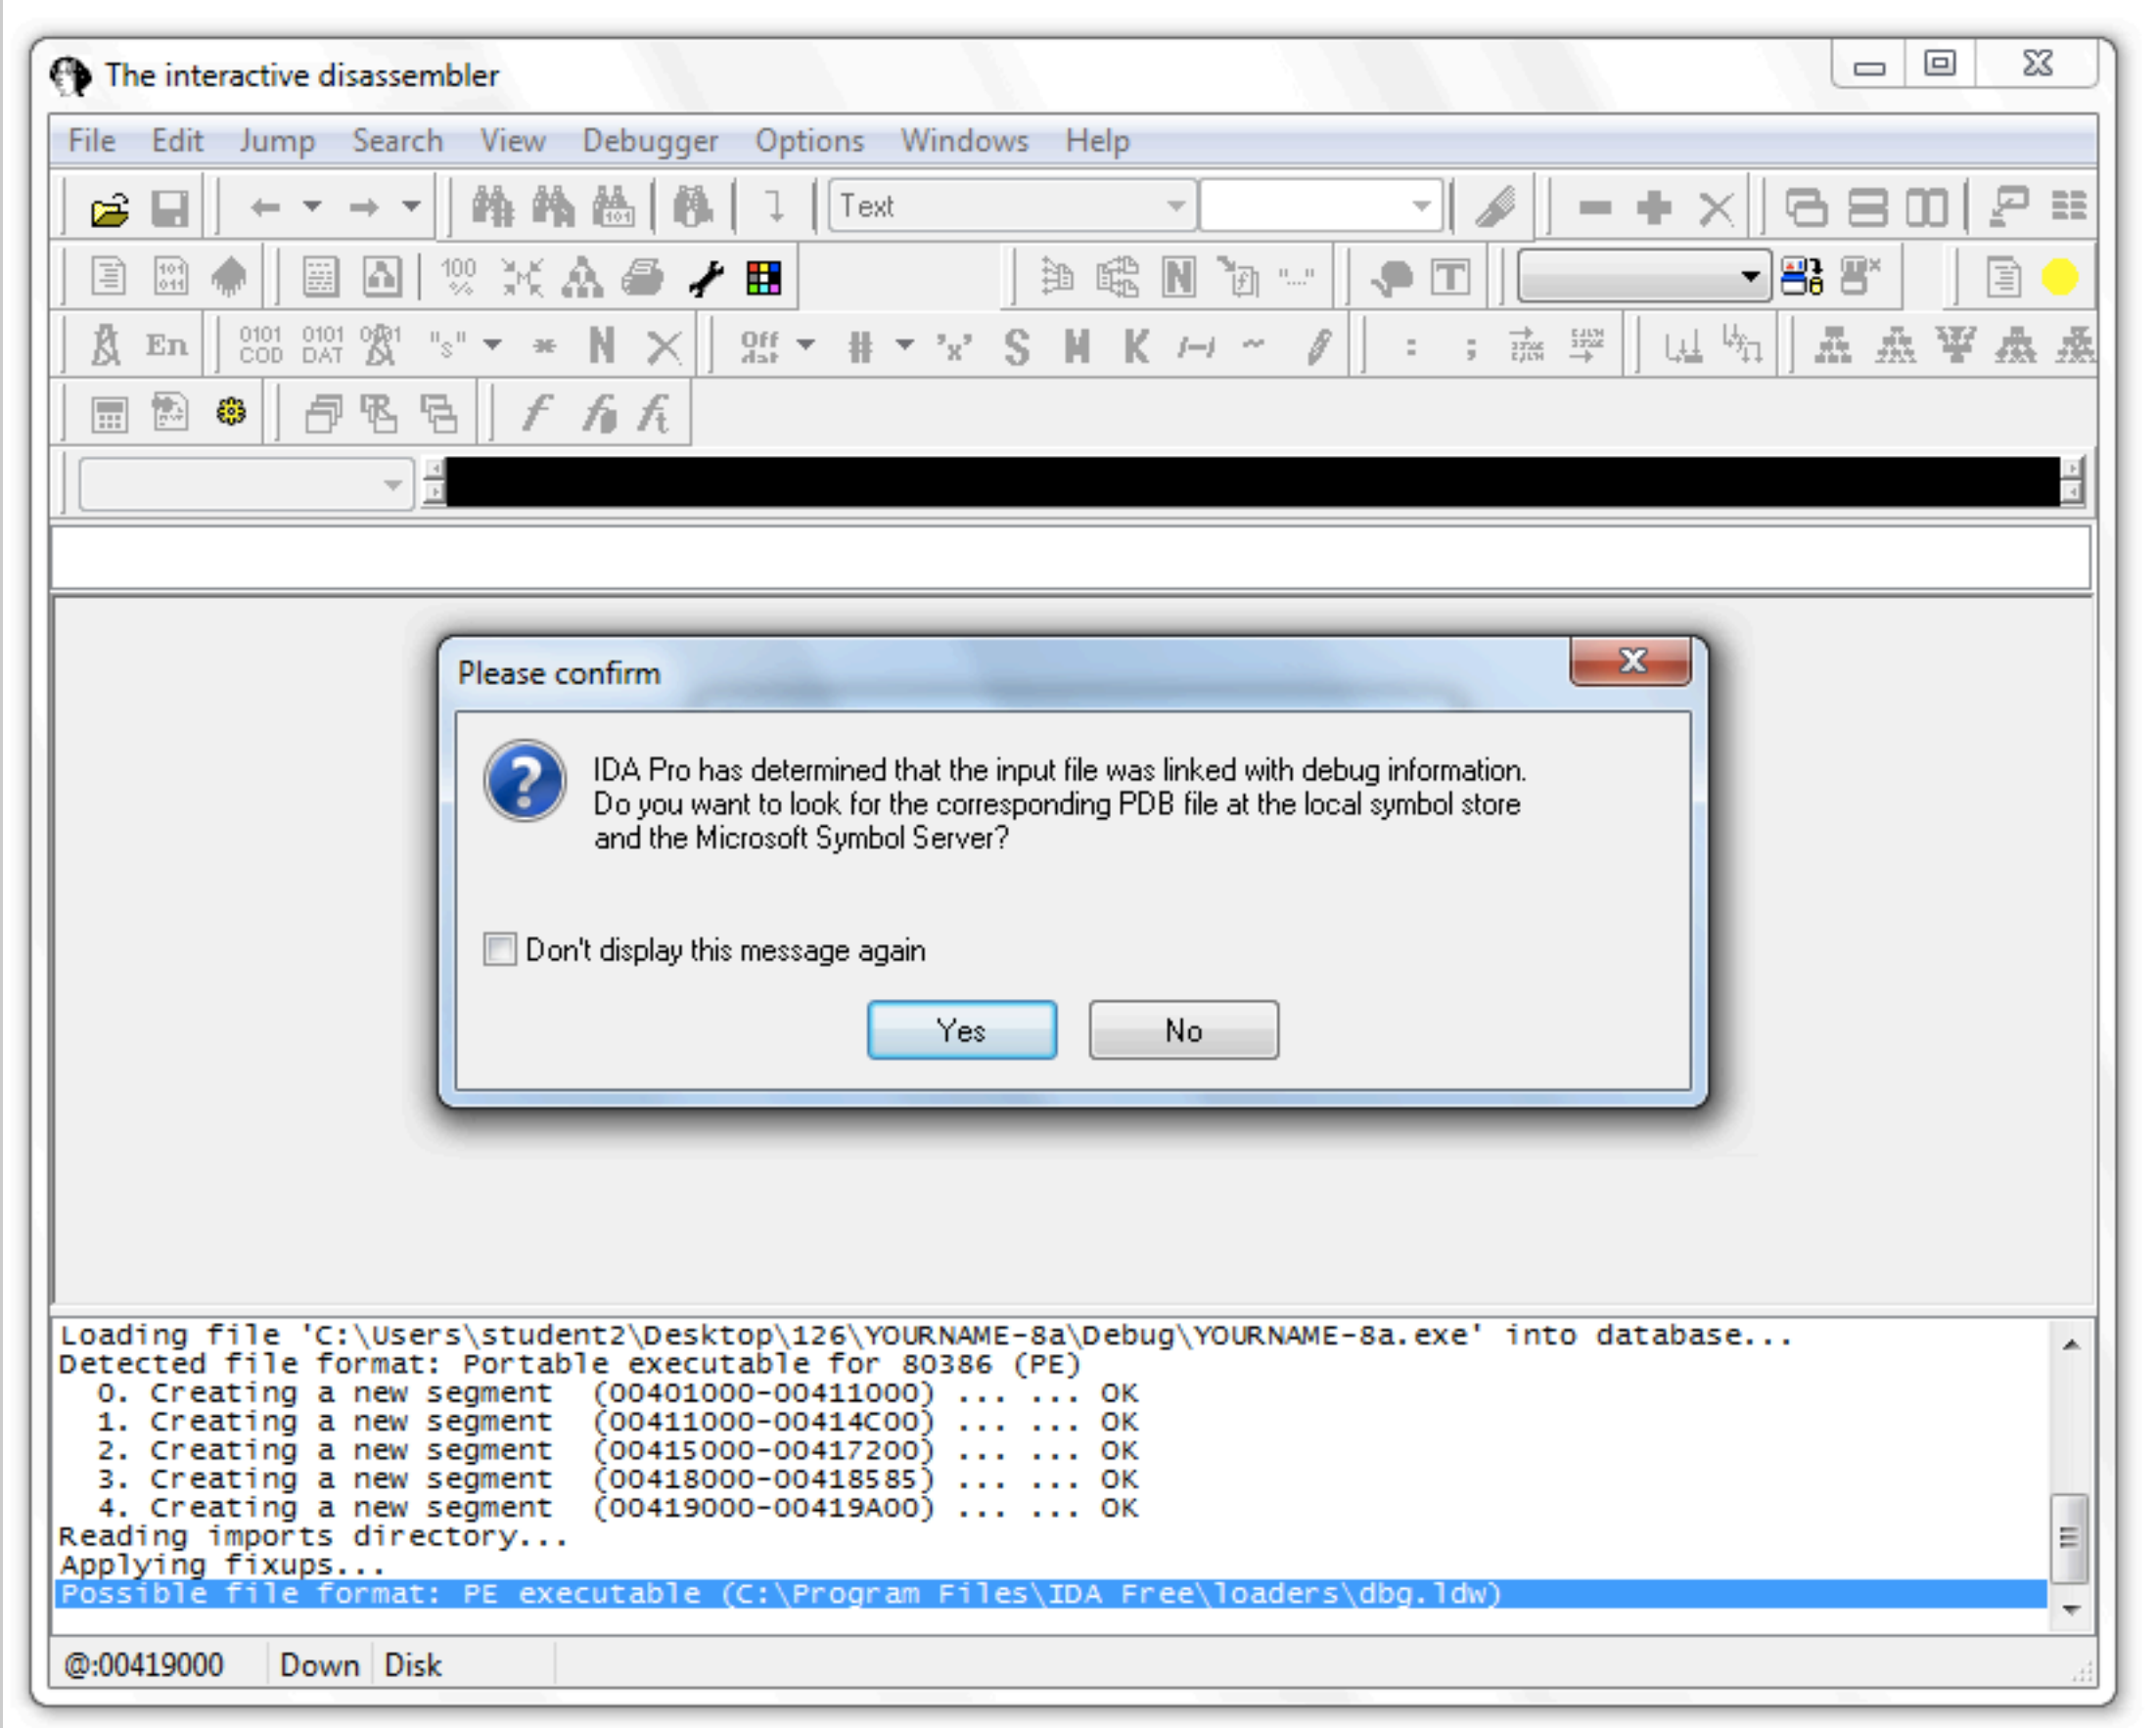 The interactive disassembler
File Edit Jump Search View Debugger Options Windows Help
Text
100 %
N "..." T
En 0101 COD 0101 DAT "s" * N Off dat # 'x' S M K : ;
f
Please confirm
IDA Pro has determined that the input file was linked with debug information.
Do you want to look for the corresponding PDB file at the local symbol store
and the Microsoft Symbol Server?
Don't display this message again
Yes No
Loading file 'C:\Users\student2\Desktop\126\YOURNAME-8a\Debug\YOURNAME-8a.exe' into database...
Detected file format: Portable executable for 80386 (PE)
0. Creating a new segment (00401000-00411000) ... ... OK
1. Creating a new segment (00411000-00414C00) ... ... OK
2. Creating a new segment (00415000-00417200) ... ... OK
3. Creating a new segment (00418000-00418585) ... ... OK
4. Creating a new segment (00419000-00419A00) ... ... OK
Reading imports directory...
Applying fixups...
Possible file format: PE executable (C:\Program Files\IDA Free\loaders\dbg.ldw)
@:00419000 Down Disk